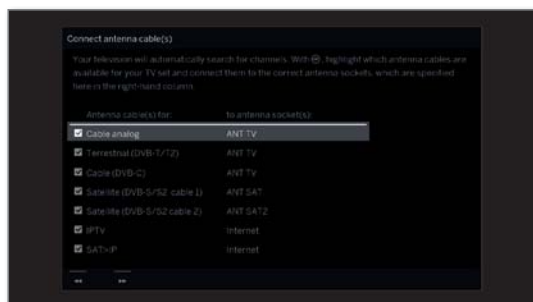 Connect antenna cable(s)
Your television will automatically search for channels. With OK, highlight which antenna cables are
available for your TV set and connect them to the correct antenna sockets, which are specified
here in the right-hand column.
Antenna cable(s) for: to antenna socket(s):
Cable analog ANT TV
Terrestrial (DVB-T/T2) ANT TV
Cable (DVB-C) ANT TV
Satellite (DVB-S/S2 cable 1) ANT SAT
Satellite (DVB-S/S2 cable 2) ANT SAT2
IPTV Internet
SAT>IP Internet